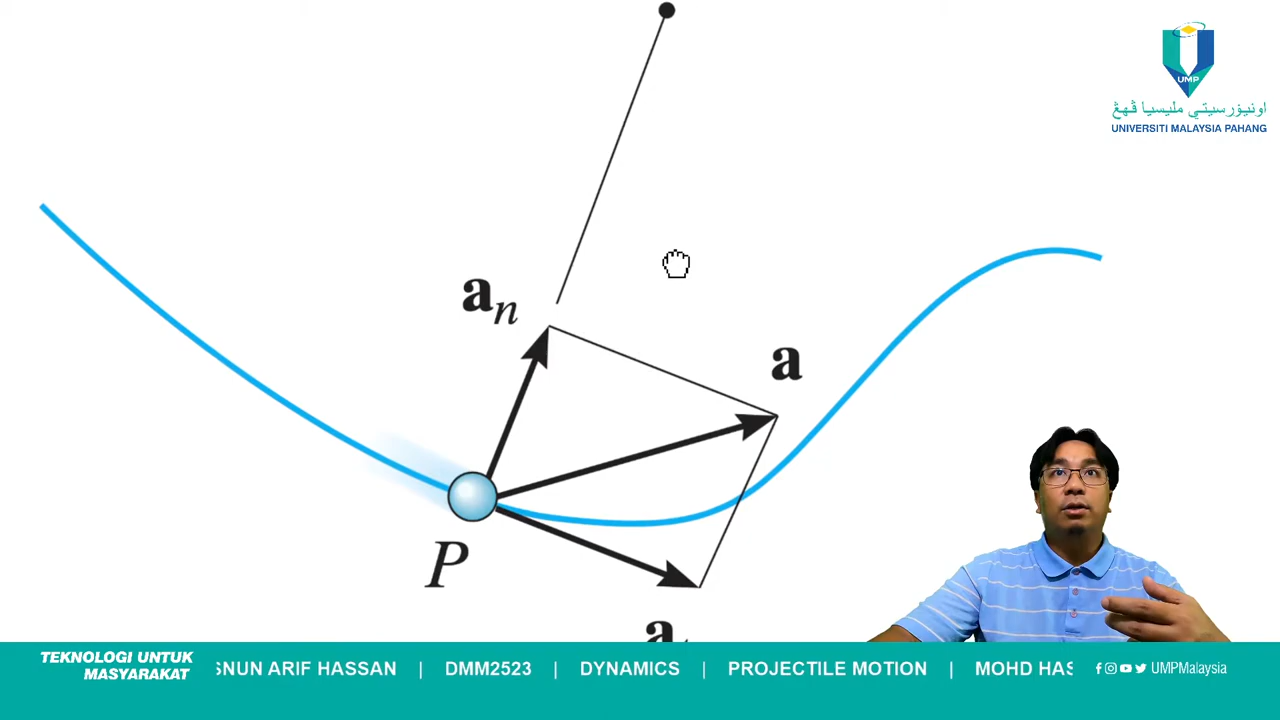 UMP
اونيۏرسيتي مليسيا ڤهڠ
UNIVERSITI MALAYSIA PAHANG
an
a
P
TEKNOLOGI UNTUK
MASYARAKAT
SNUN ARIF HASSAN | DMM2523 | DYNAMICS | PROJECTILE MOTION | MOHD HAS
UMPMalaysia